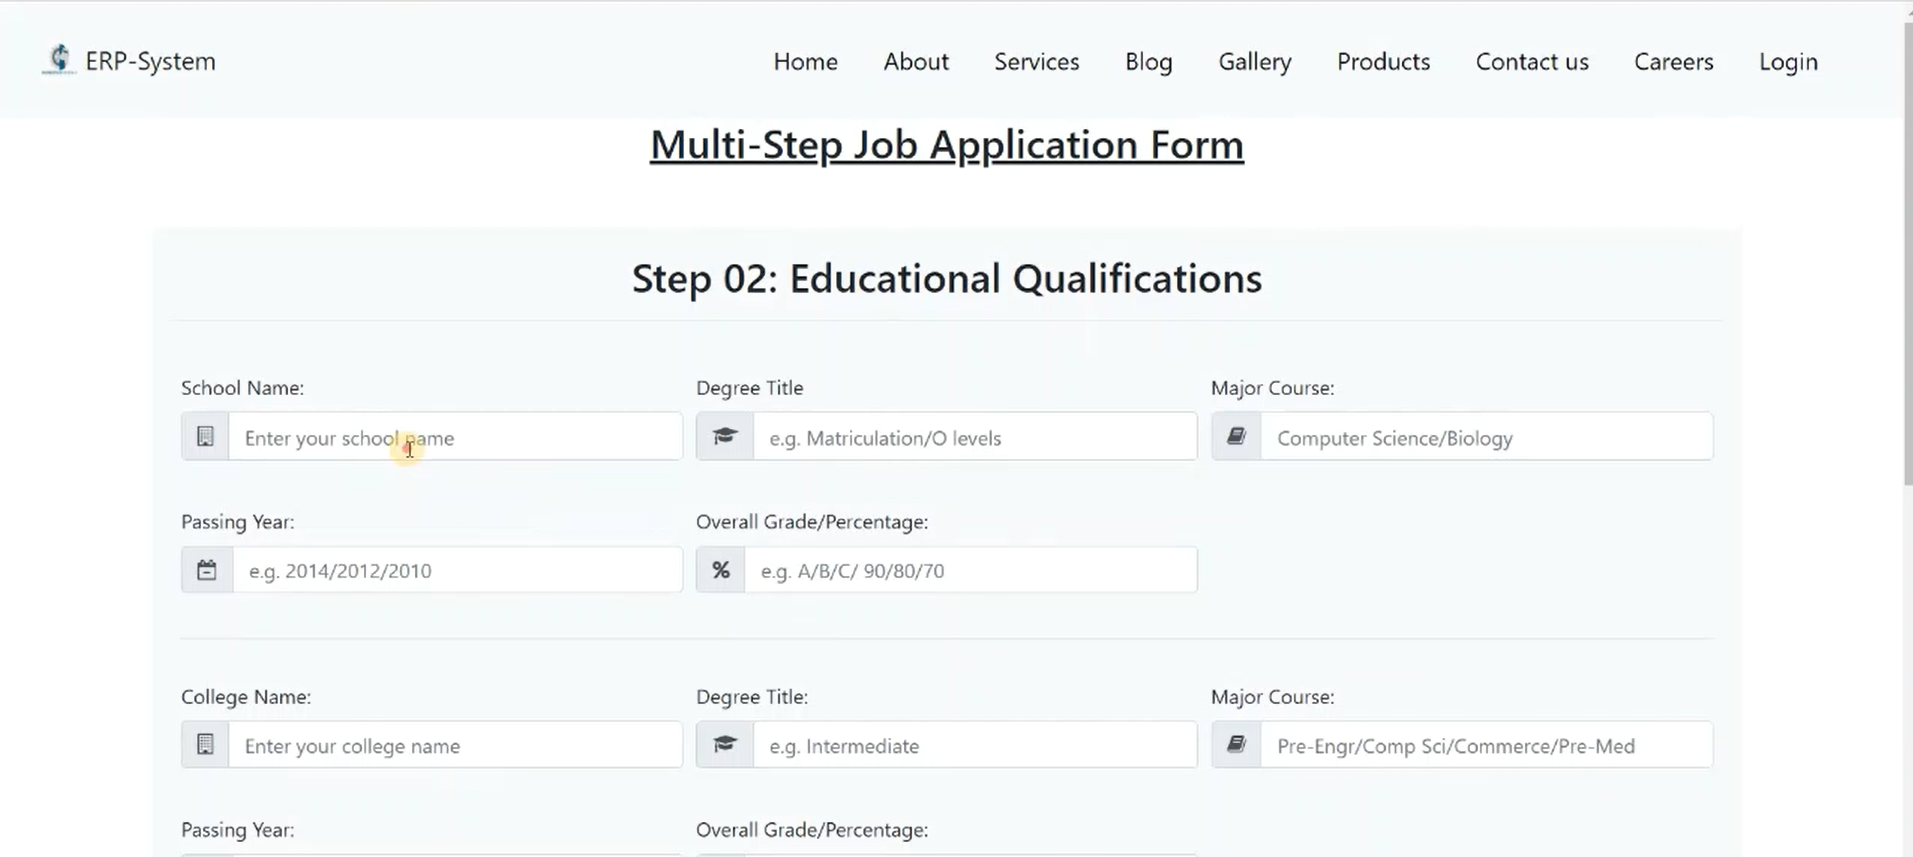 ERP-System Home About Services Blog Gallery Products Contact us Careers Login
Multi-Step Job Application Form
Step 02: Educational Qualifications
School Name: Degree Title Major Course:
Enter your school name e.g. Matriculation/O levels Computer Science/Biology
Passing Year: Overall Grade/Percentage:
e.g. 2014/2012/2010 % e.g. A/B/C/ 90/80/70
College Name: Degree Title: Major Course:
Enter your college name e.g. Intermediate Pre-Engr/Comp Sci/Commerce/Pre-Med
Passing Year: Overall Grade/Percentage: